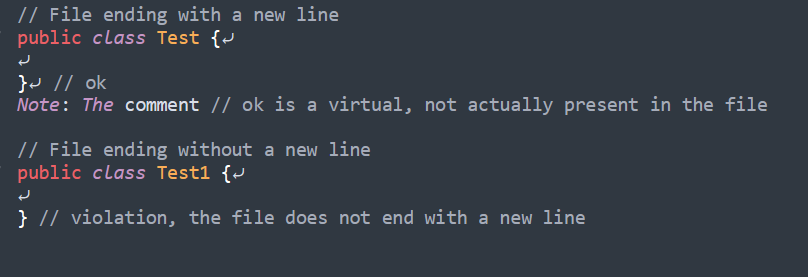 // File ending with a new line
public class Test {⤶
⤶
}⤶ // ok
Note: The comment // ok is a virtual, not actually present in the file
// File ending without a new line
public class Test1 {⤶
⤶
} // violation, the file does not end with a new line